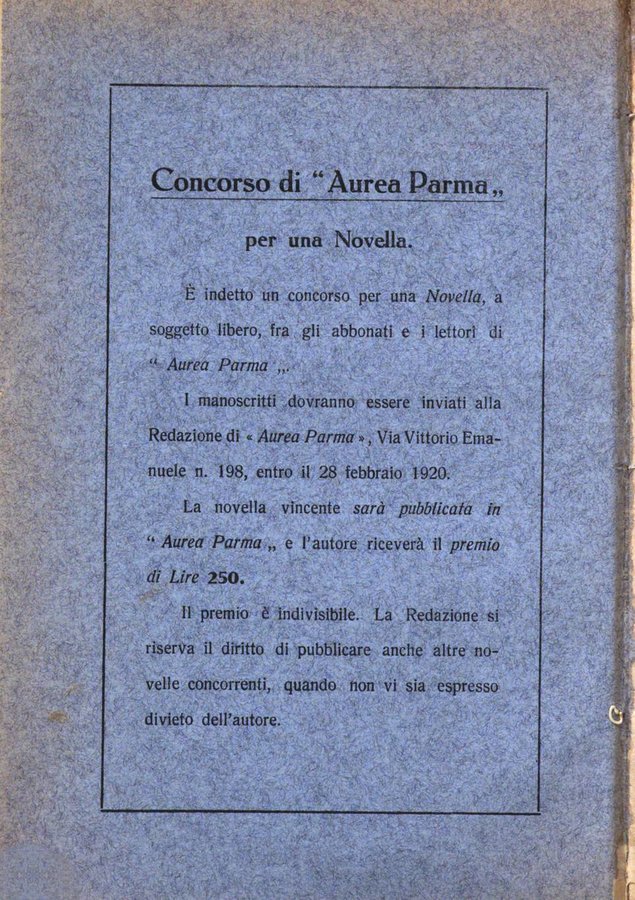 Concorso di “ Aurea Parma „
per una Novella.
È indetto un concorso per una Novella, a
soggetto libero, fra gli abbonati e i lettori di
“ Aurea Parma „.
I manoscritti dovranno essere inviati alla
Redazione di « Aurea Parma », Via Vittorio Ema-
nuele n. 198, entro il 28 febbraio 1920.
La novella vincente sarà pubblicata in
“ Aurea Parma „ e l'autore riceverà il premio
di Lire 250.
Il premio è indivisibile. La Redazione si
riserva il diritto di pubblicare anche altre no-
velle concorrenti, quando non vi sia espresso
divieto dell'autore.